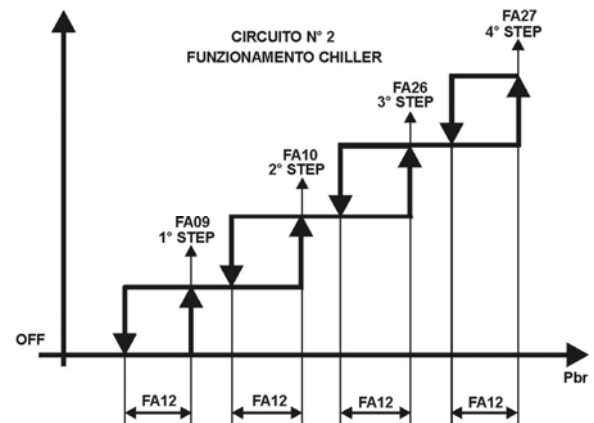 CIRCUITO N° 2
FUNZIONAMENTO CHILLER
FA27
4° STEP
FA26
3° STEP
FA10
2° STEP
FA09
1° STEP
OFF
Pbr
FA12
FA12
FA12
FA12